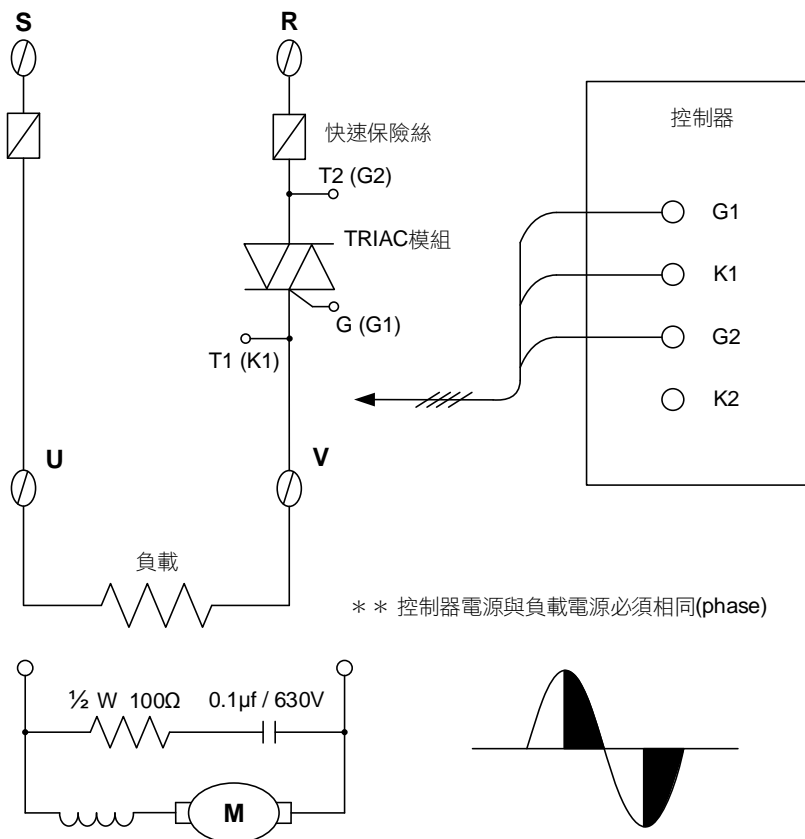 S
R
控制器
快速保險絲
T2 (G2)
G1
TRIAC模組
K1
G (G1)
G2
T1 (K1)
K2
U
V
負載
＊＊ 控制器電源與負載電源必須相同(phase)
½ W 100Ω
0.1µf / 630V
M